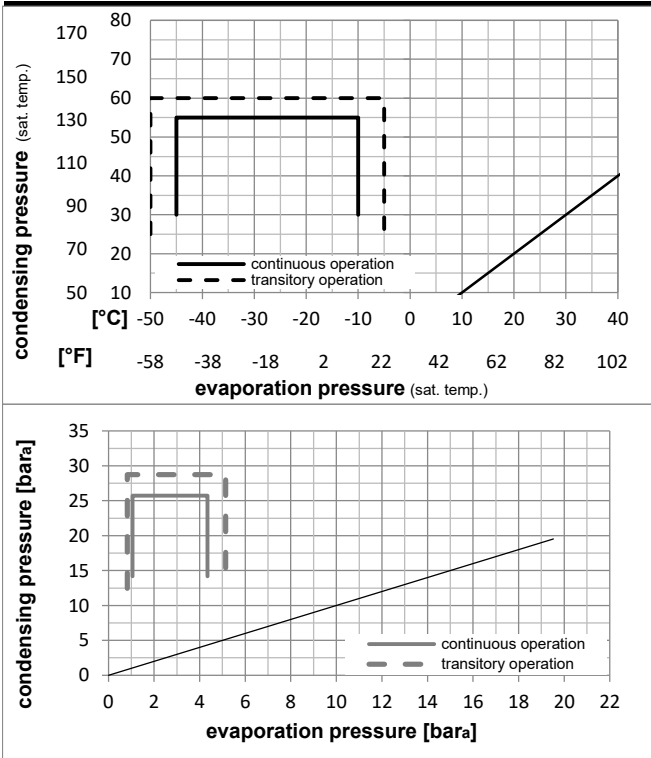 condensing pressure (sat. temp.)
170 80
70
150 60
130 50
110 40
90 30
70 20
50 10
continuous operation
transitory operation
[°C] -50 -40 -30 -20 -10 0 10 20 30 40
[°F] -58 -38 -18 2 22 42 62 82 102
evaporation pressure (sat. temp.)
condensing pressure [bara]
35
30
25
20
15
10
5
0
continuous operation
transitory operation
0 2 4 6 8 10 12 14 16 18 20 22
evaporation pressure [bara]